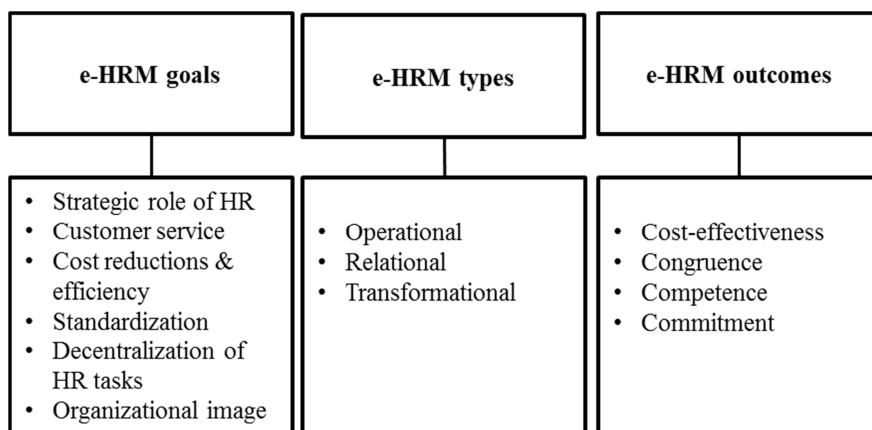 e-HRM goals
• Strategic role of HR
• Customer service
• Cost reductions &
efficiency
• Standardization
• Decentralization of
HR tasks
• Organizational image
e-HRM types
• Operational
• Relational
• Transformational
e-HRM outcomes
• Cost-effectiveness
• Congruence
• Competence
• Commitment